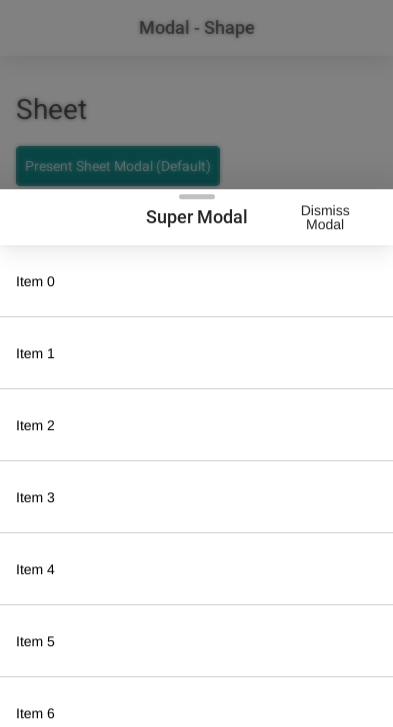 Modal - Shape
Sheet
Present Sheet Modal (Default)
Super Modal
Dismiss
Modal
Item 0
Item 1
Item 2
Item 3
Item 4
Item 5
Item 6